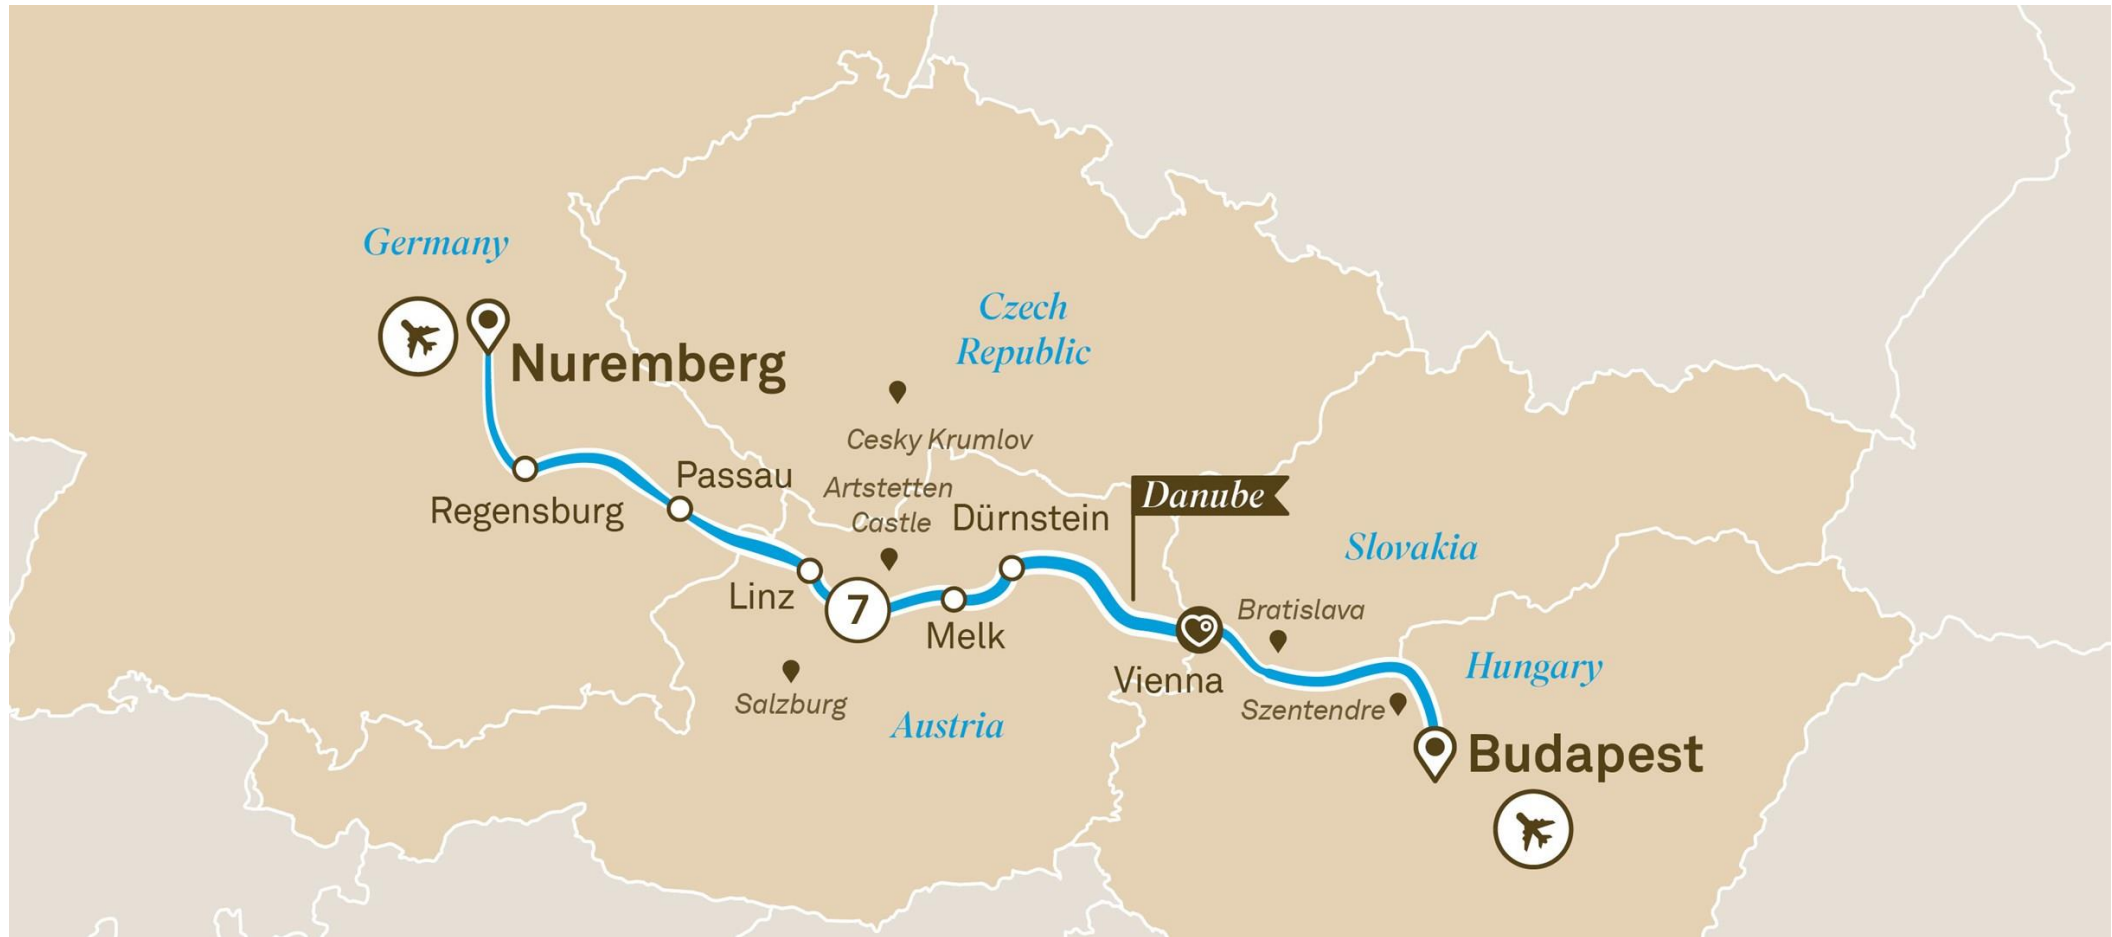 Germany
Nuremberg
Czech
Republic
Cesky Krumlov
Passau
Regensburg
Artstetten
Castle
Dürnstein
Danube
Linz
7
Melk
Slovakia
Bratislava
Vienna
Hungary
Salzburg
Austria
Szentendre
Budapest